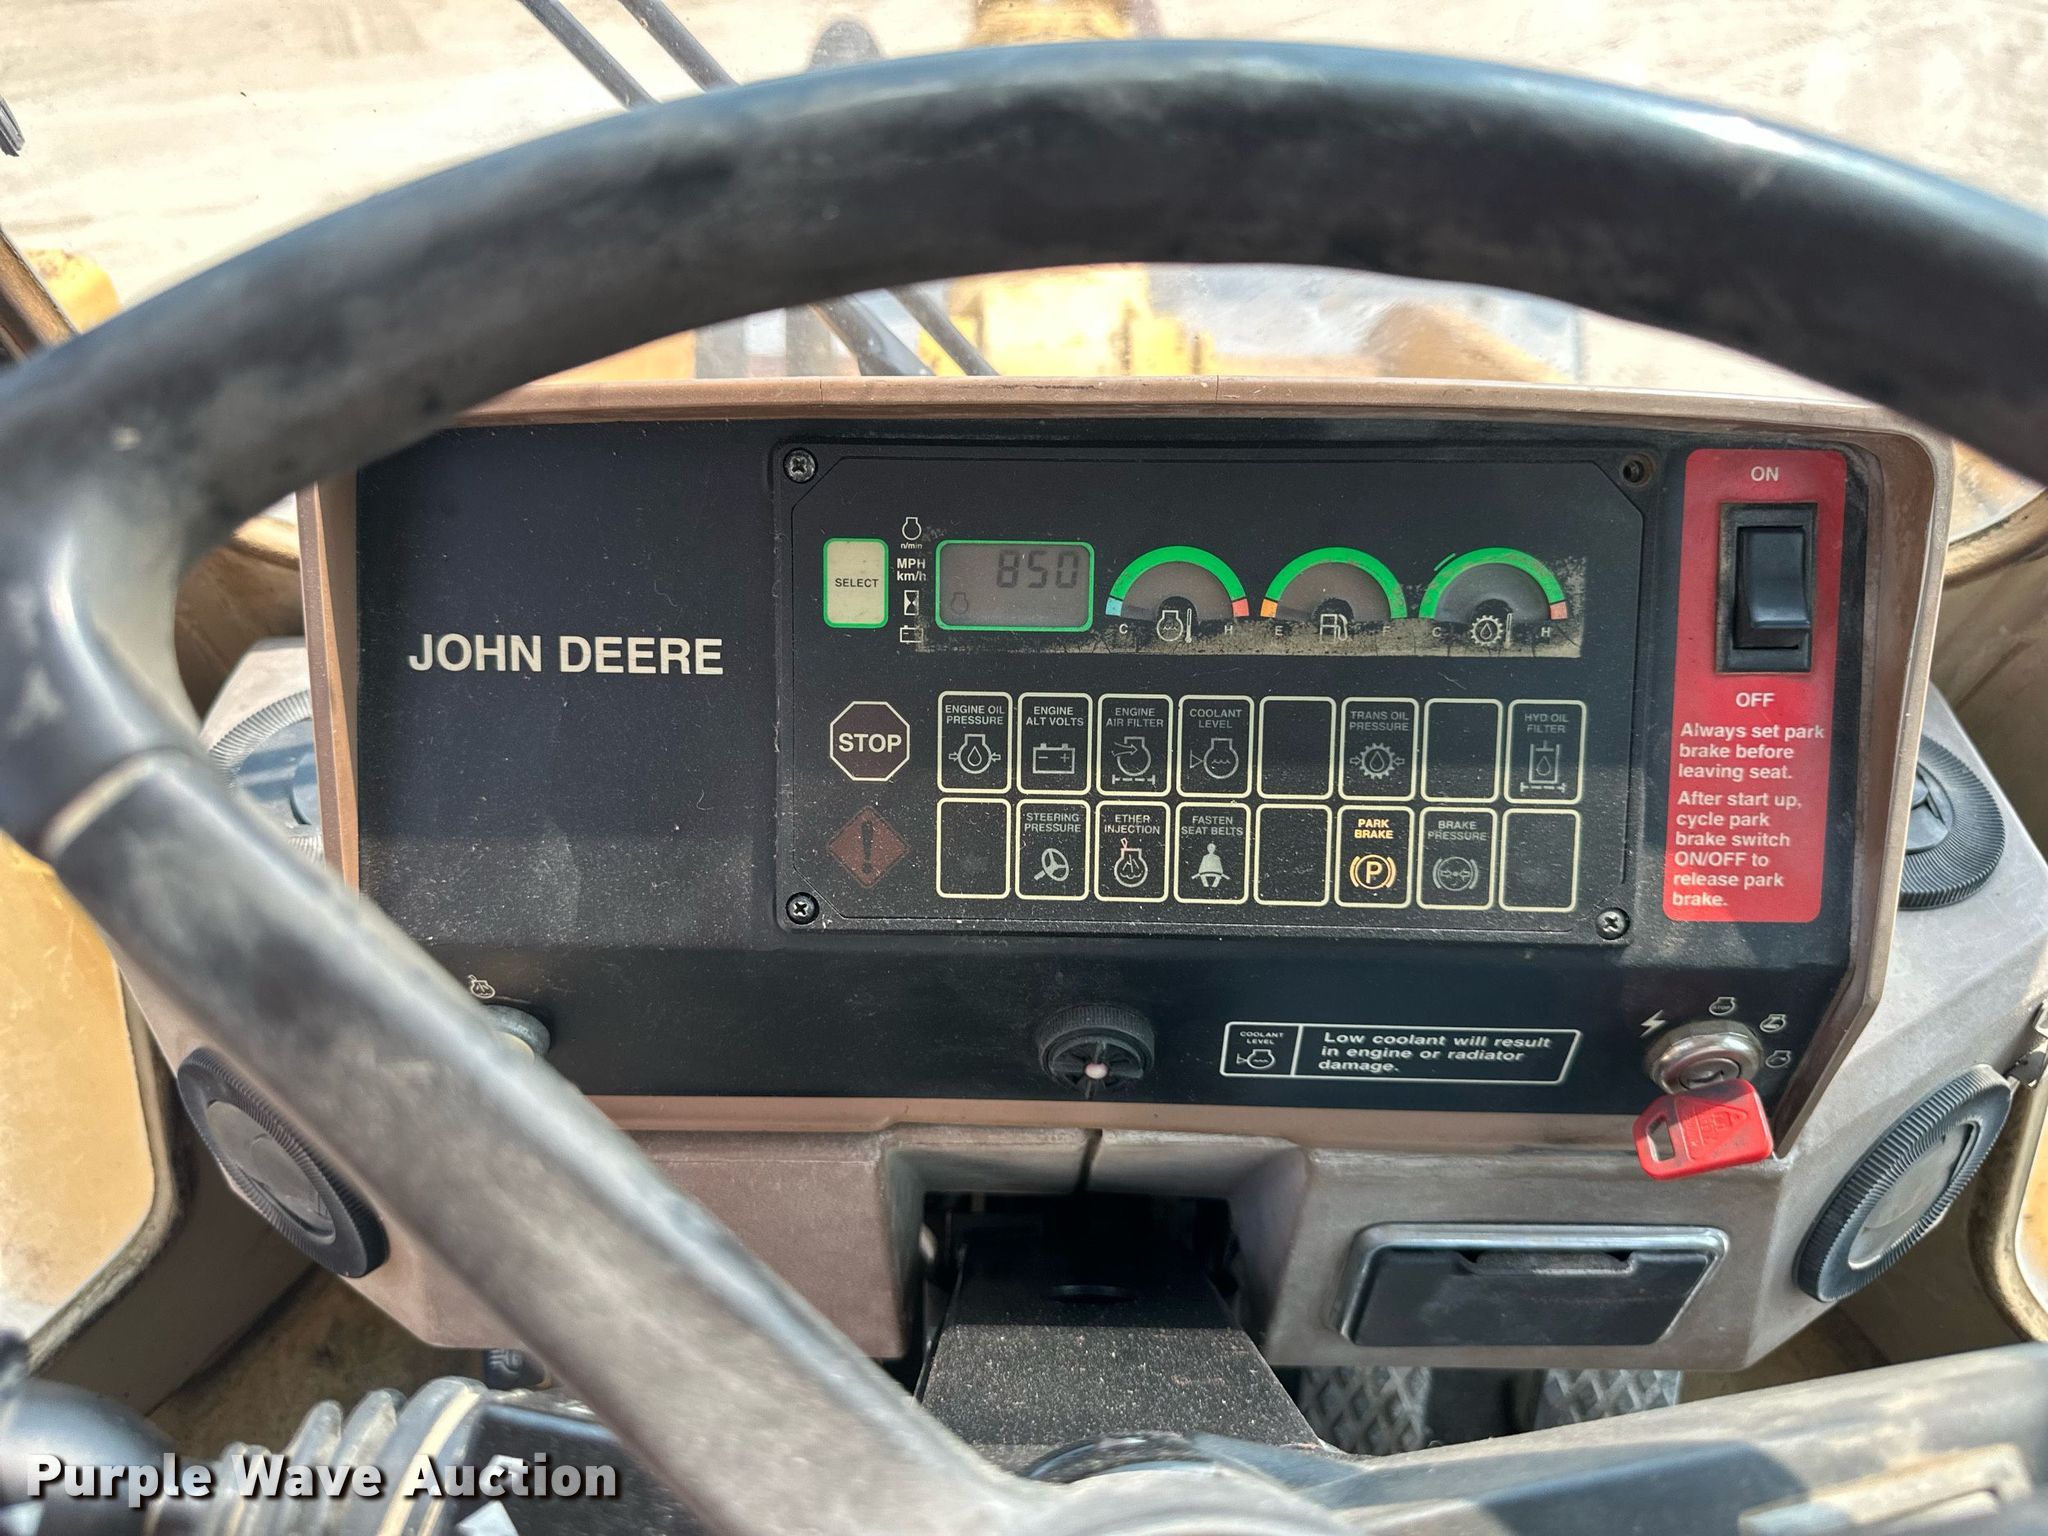 ON
n/min
MPH
km/h
SELECT
850
C H
E F
C H
JOHN DEERE
OFF
STOP
ENGINE OIL
PRESSURE
ENGINE
ALT VOLTS
ENGINE
AIR FILTER
COOLANT
LEVEL
TRANS OIL
PRESSURE
HYD OIL
FILTER
Always set park
brake before
leaving seat.
After start up,
cycle park
brake switch
ON/OFF to
release park
brake.
STEERING
PRESSURE
ETHER
INJECTION
FASTEN
SEAT BELTS
PARK
BRAKE
P
BRAKE
PRESSURE
COOLANT
LEVEL
Low coolant will result
in engine or radiator
damage.
Purple Wave Auction